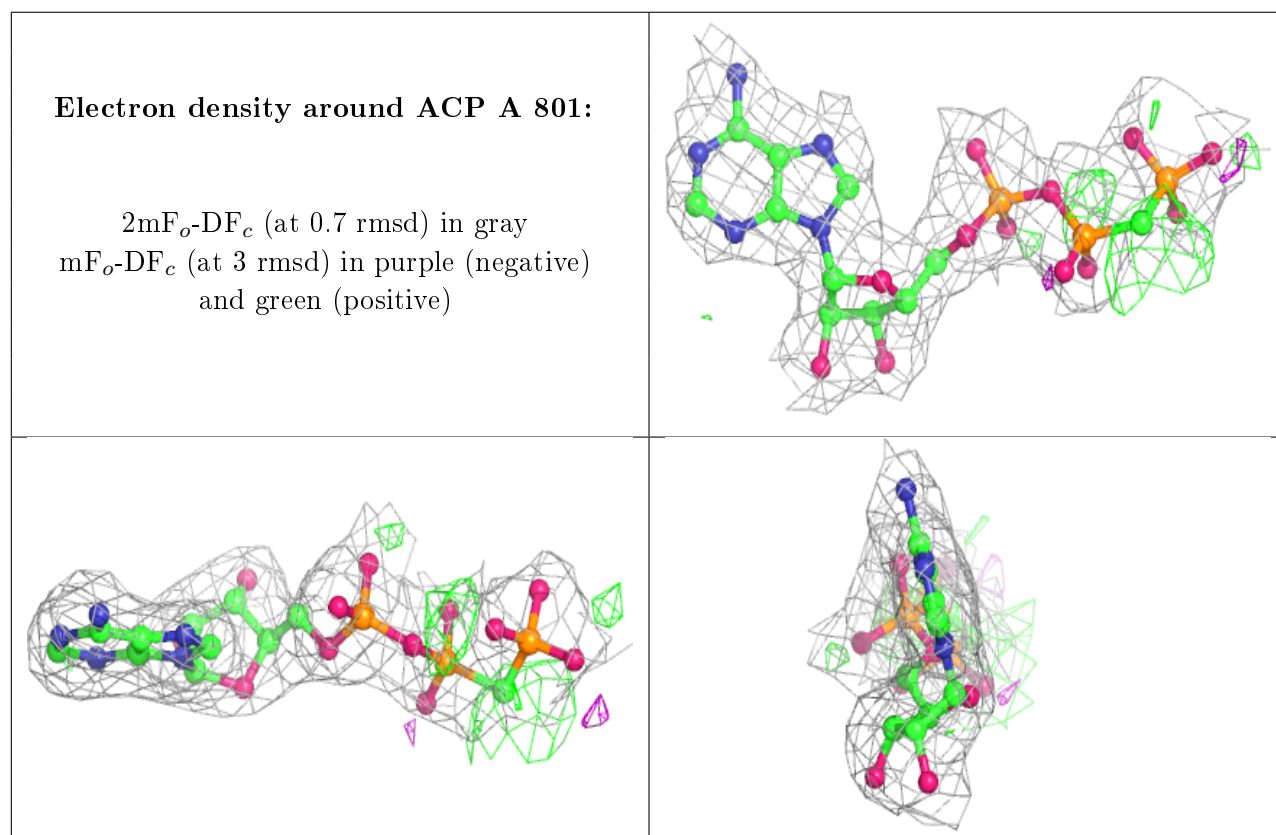 Electron density around ACP A 801:
2mFₒ-DF𝒸 (at 0.7 rmsd) in gray
mFₒ-DF𝒸 (at 3 rmsd) in purple (negative)
and green (positive)